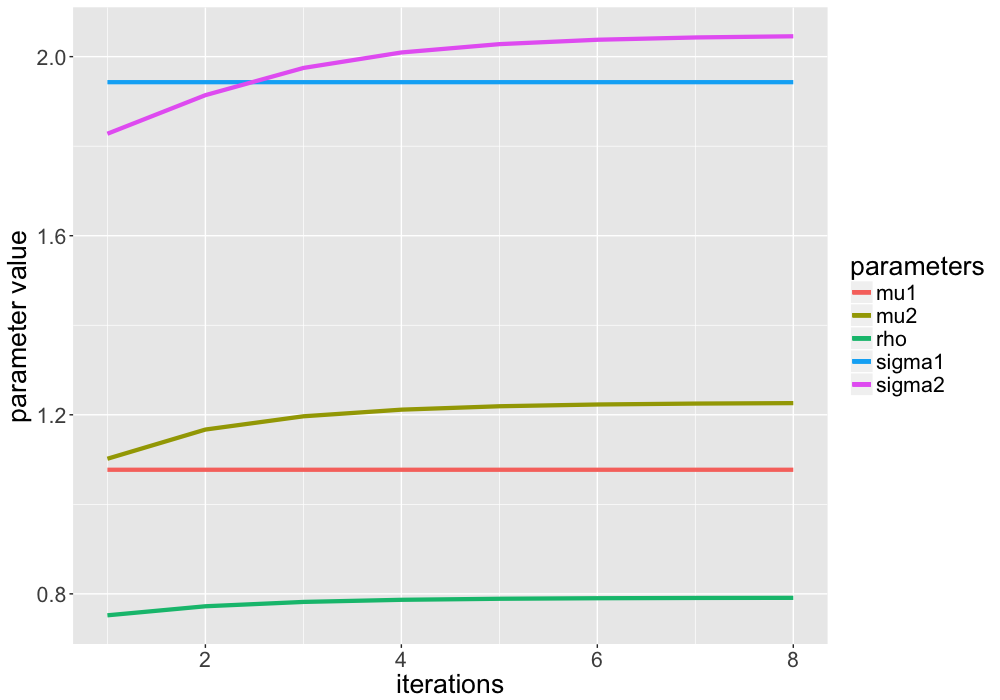 2.0
1.6
1.2
0.8
parameter value
2
4
6
8
iterations
parameters
mu1
mu2
rho
sigma1
sigma2